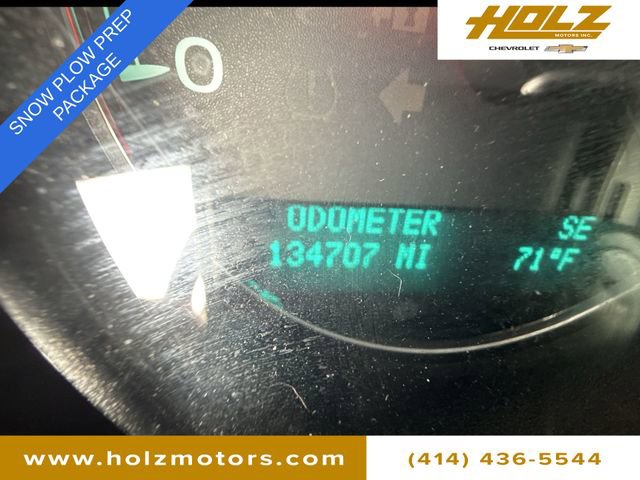 SNOW PLOW PREP
PACKAGE
HOLZ
MOTORS INC.
CHEVROLET
0
ODOMETER SE
134707 MI 71°F
www.holzmotors.com (414) 436-5544